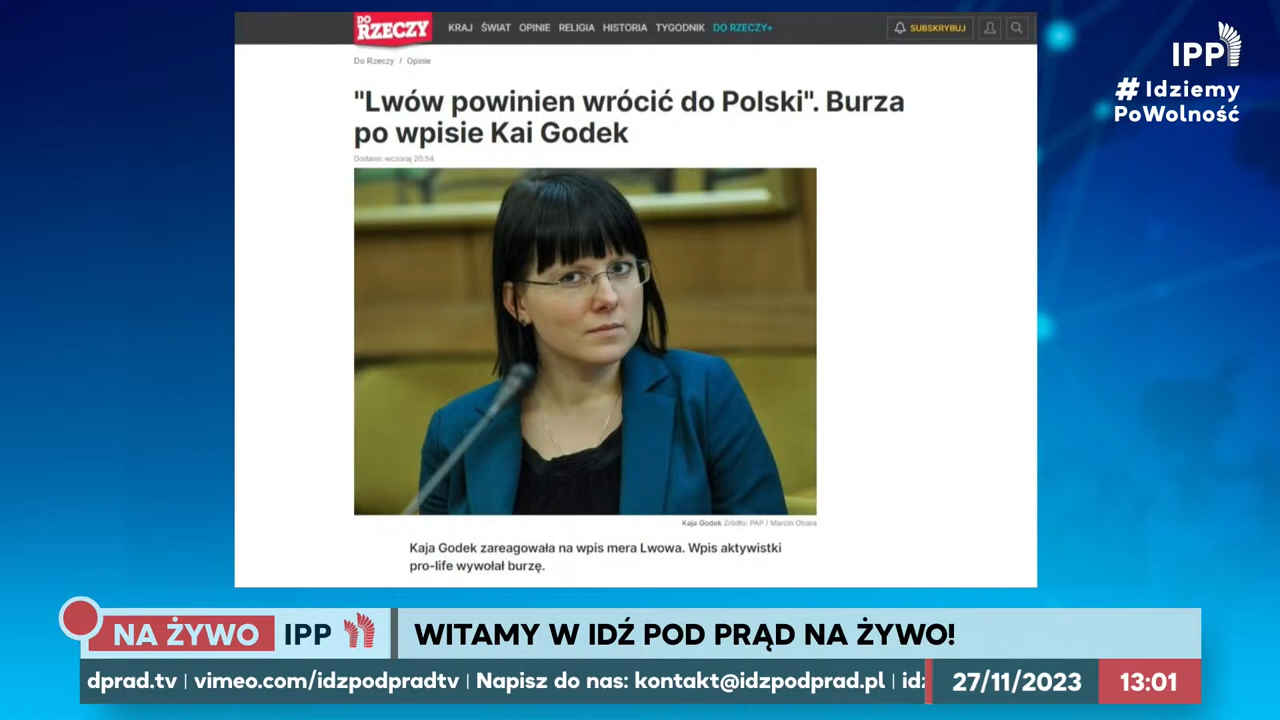 DO RZECZY
KRAJ ŚWIAT OPINIE RELIGIA HISTORIA TYGODNIK DO RZECZY+
SUBSKRYBUJ
IPP
# Idziemy
PoWolność
Do Rzeczy / Opinie
"Lwów powinien wrócić do Polski". Burza
po wpisie Kai Godek
Dodano: wczoraj 20:54
Kaja Godek Źródło: PAP / Marcin Obara
Kaja Godek zareagowała na wpis mera Lwowa. Wpis aktywistki
pro-life wywołał burzę.
NA ŻYWO IPP WITAMY W IDŹ POD PRĄD NA ŻYWO!
dprad.tv | vimeo.com/idzpodpradtv | Napisz do nas: kontakt@idzpodprad.pl | idz 27/11/2023 13:01